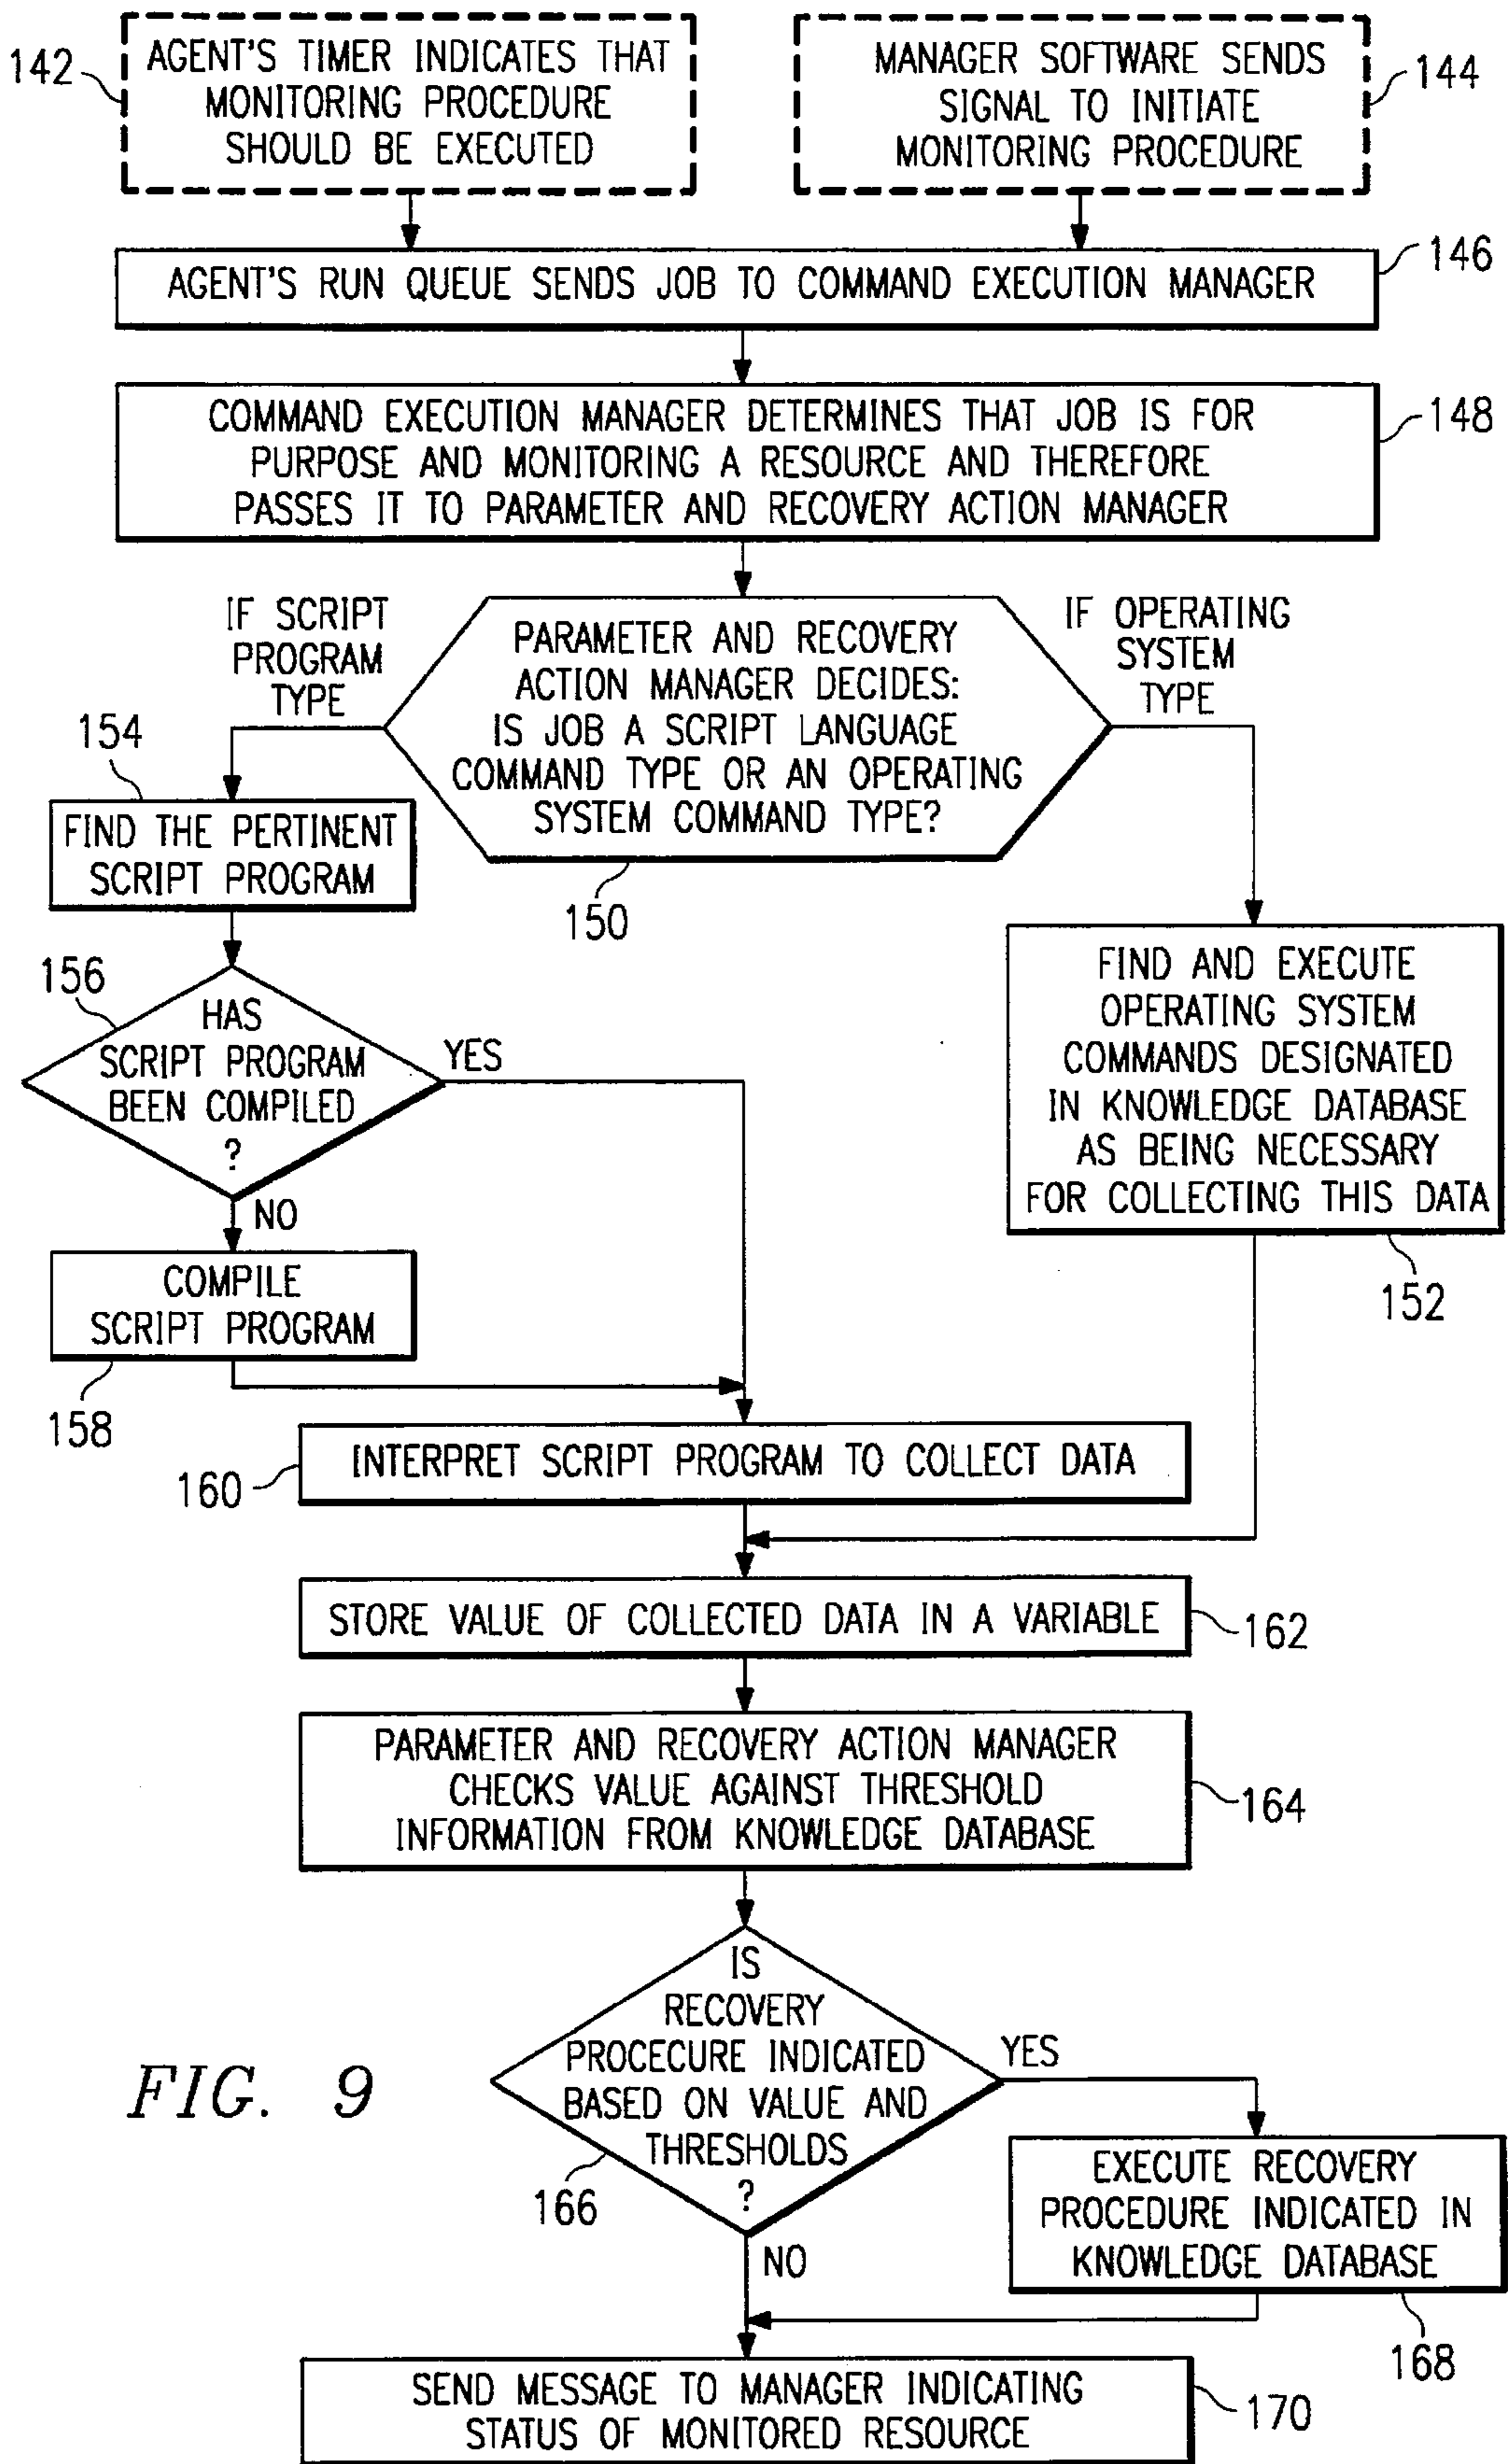 142
AGENT'S TIMER INDICATES THAT
MONITORING PROCEDURE
SHOULD BE EXECUTED
MANAGER SOFTWARE SENDS
SIGNAL TO INITIATE
MONITORING PROCEDURE
144
AGENT'S RUN QUEUE SENDS JOB TO COMMAND EXECUTION MANAGER
146
COMMAND EXECUTION MANAGER DETERMINES THAT JOB IS FOR
PURPOSE AND MONITORING A RESOURCE AND THEREFORE
PASSES IT TO PARAMETER AND RECOVERY ACTION MANAGER
148
IF SCRIPT
PROGRAM
TYPE
PARAMETER AND RECOVERY
ACTION MANAGER DECIDES:
IS JOB A SCRIPT LANGUAGE
COMMAND TYPE OR AN OPERATING
SYSTEM COMMAND TYPE?
150
IF OPERATING
SYSTEM
TYPE
154
FIND THE PERTINENT
SCRIPT PROGRAM
156
HAS
SCRIPT PROGRAM
BEEN COMPILED
?
YES
NO
FIND AND EXECUTE
OPERATING SYSTEM
COMMANDS DESIGNATED
IN KNOWLEDGE DATABASE
AS BEING NECESSARY
FOR COLLECTING THIS DATA
152
COMPILE
SCRIPT PROGRAM
158
INTERPRET SCRIPT PROGRAM TO COLLECT DATA
160
STORE VALUE OF COLLECTED DATA IN A VARIABLE
162
PARAMETER AND RECOVERY ACTION MANAGER
CHECKS VALUE AGAINST THRESHOLD
INFORMATION FROM KNOWLEDGE DATABASE
164
IS
RECOVERY
PROCECURE INDICATED
BASED ON VALUE AND
THRESHOLDS
?
166
YES
NO
FIG. 9
EXECUTE RECOVERY
PROCEDURE INDICATED IN
KNOWLEDGE DATABASE
168
SEND MESSAGE TO MANAGER INDICATING
STATUS OF MONITORED RESOURCE
170